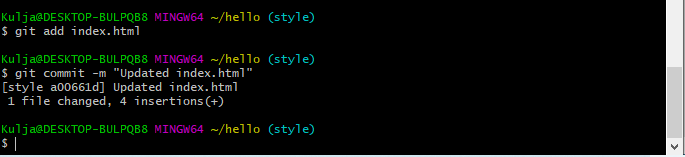 Kulja@DESKTOP-BULPQB8 MINGW64 ~/hello (style)
$ git add index.html
Kulja@DESKTOP-BULPQB8 MINGW64 ~/hello (style)
$ git commit -m "Updated index.html"
[style a00661d] Updated index.html
 1 file changed, 4 insertions(+)
Kulja@DESKTOP-BULPQB8 MINGW64 ~/hello (style)
$